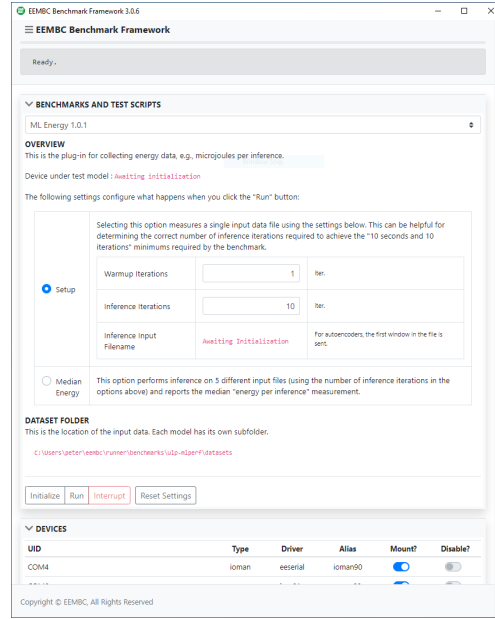 EEMBC Benchmark Framework 3.0.6
EEMBC Benchmark Framework
Ready.
BENCHMARKS AND TEST SCRIPTS
ML Energy 1.0.1
OVERVIEW
This is the plug-in for collecting energy data, e.g., microjoules per inference.
Device under test model : Awaiting initialization
The following settings configure what happens when you click the "Run" button:
Setup
Selecting this option measures a single input data file using the settings below. This can be helpful for
determining the correct number of inference iterations required to achieve the "10 seconds and 10
iterations" minimums required by the benchmark.
Warmup Iterations 1 Iter.
Inference Iterations 10 Iter.
Inference Input
Filename
Awaiting Initialization
For autoencoders, the first window in the file is
sent.
Median
Energy
This option performs inference on 5 different input files (using the number of inference iterations in the
options above) and reports the median "energy per inference" measurement.
DATASET FOLDER
This is the location of the input data. Each model has its own subfolder.
C:\Users\peter\eembc\runner\benchmarks\ulp-mlperf\datasets
Initialize Run Interrupt Reset Settings
DEVICES
UID Type Driver Alias Mount? Disable?
COM4 ioman eeserial ioman90
Copyright © EEMBC, All Rights Reserved